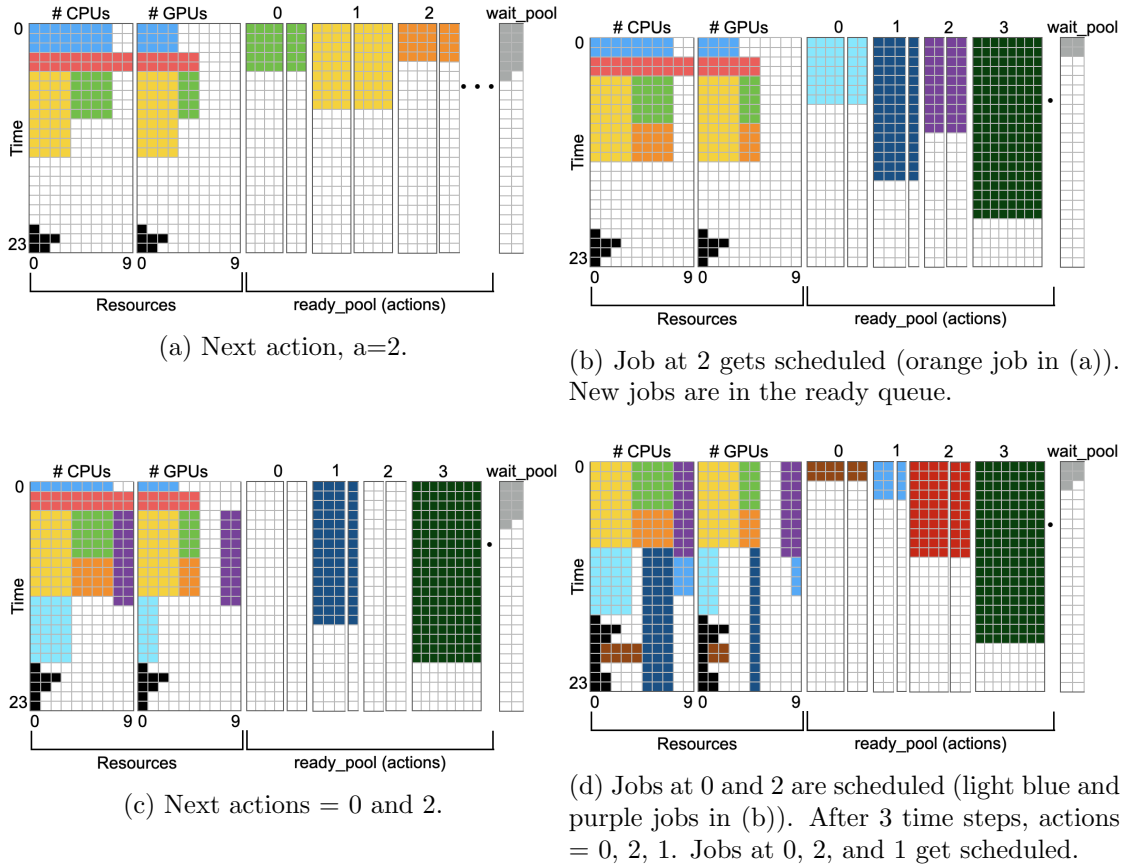 # CPUs # GPUs 0 1 2 wait_pool
0
Time
23
0 9 0 9
Resources ready_pool (actions)
(a) Next action, a=2.
# CPUs # GPUs 0 1 2 3 wait_pool
0
Time
23
0 9 0 9
Resources ready_pool (actions)
(b) Job at 2 gets scheduled (orange job in (a)).
New jobs are in the ready queue.
# CPUs # GPUs 0 1 2 3 wait_pool
0
Time
23
0 9 0 9
Resources ready_pool (actions)
(c) Next actions = 0 and 2.
# CPUs # GPUs 0 1 2 3 wait_pool
0
Time
23
0 9 0 9
Resources ready_pool (actions)
(d) Jobs at 0 and 2 are scheduled (light blue and
purple jobs in (b)). After 3 time steps, actions
= 0, 2, 1. Jobs at 0, 2, and 1 get scheduled.